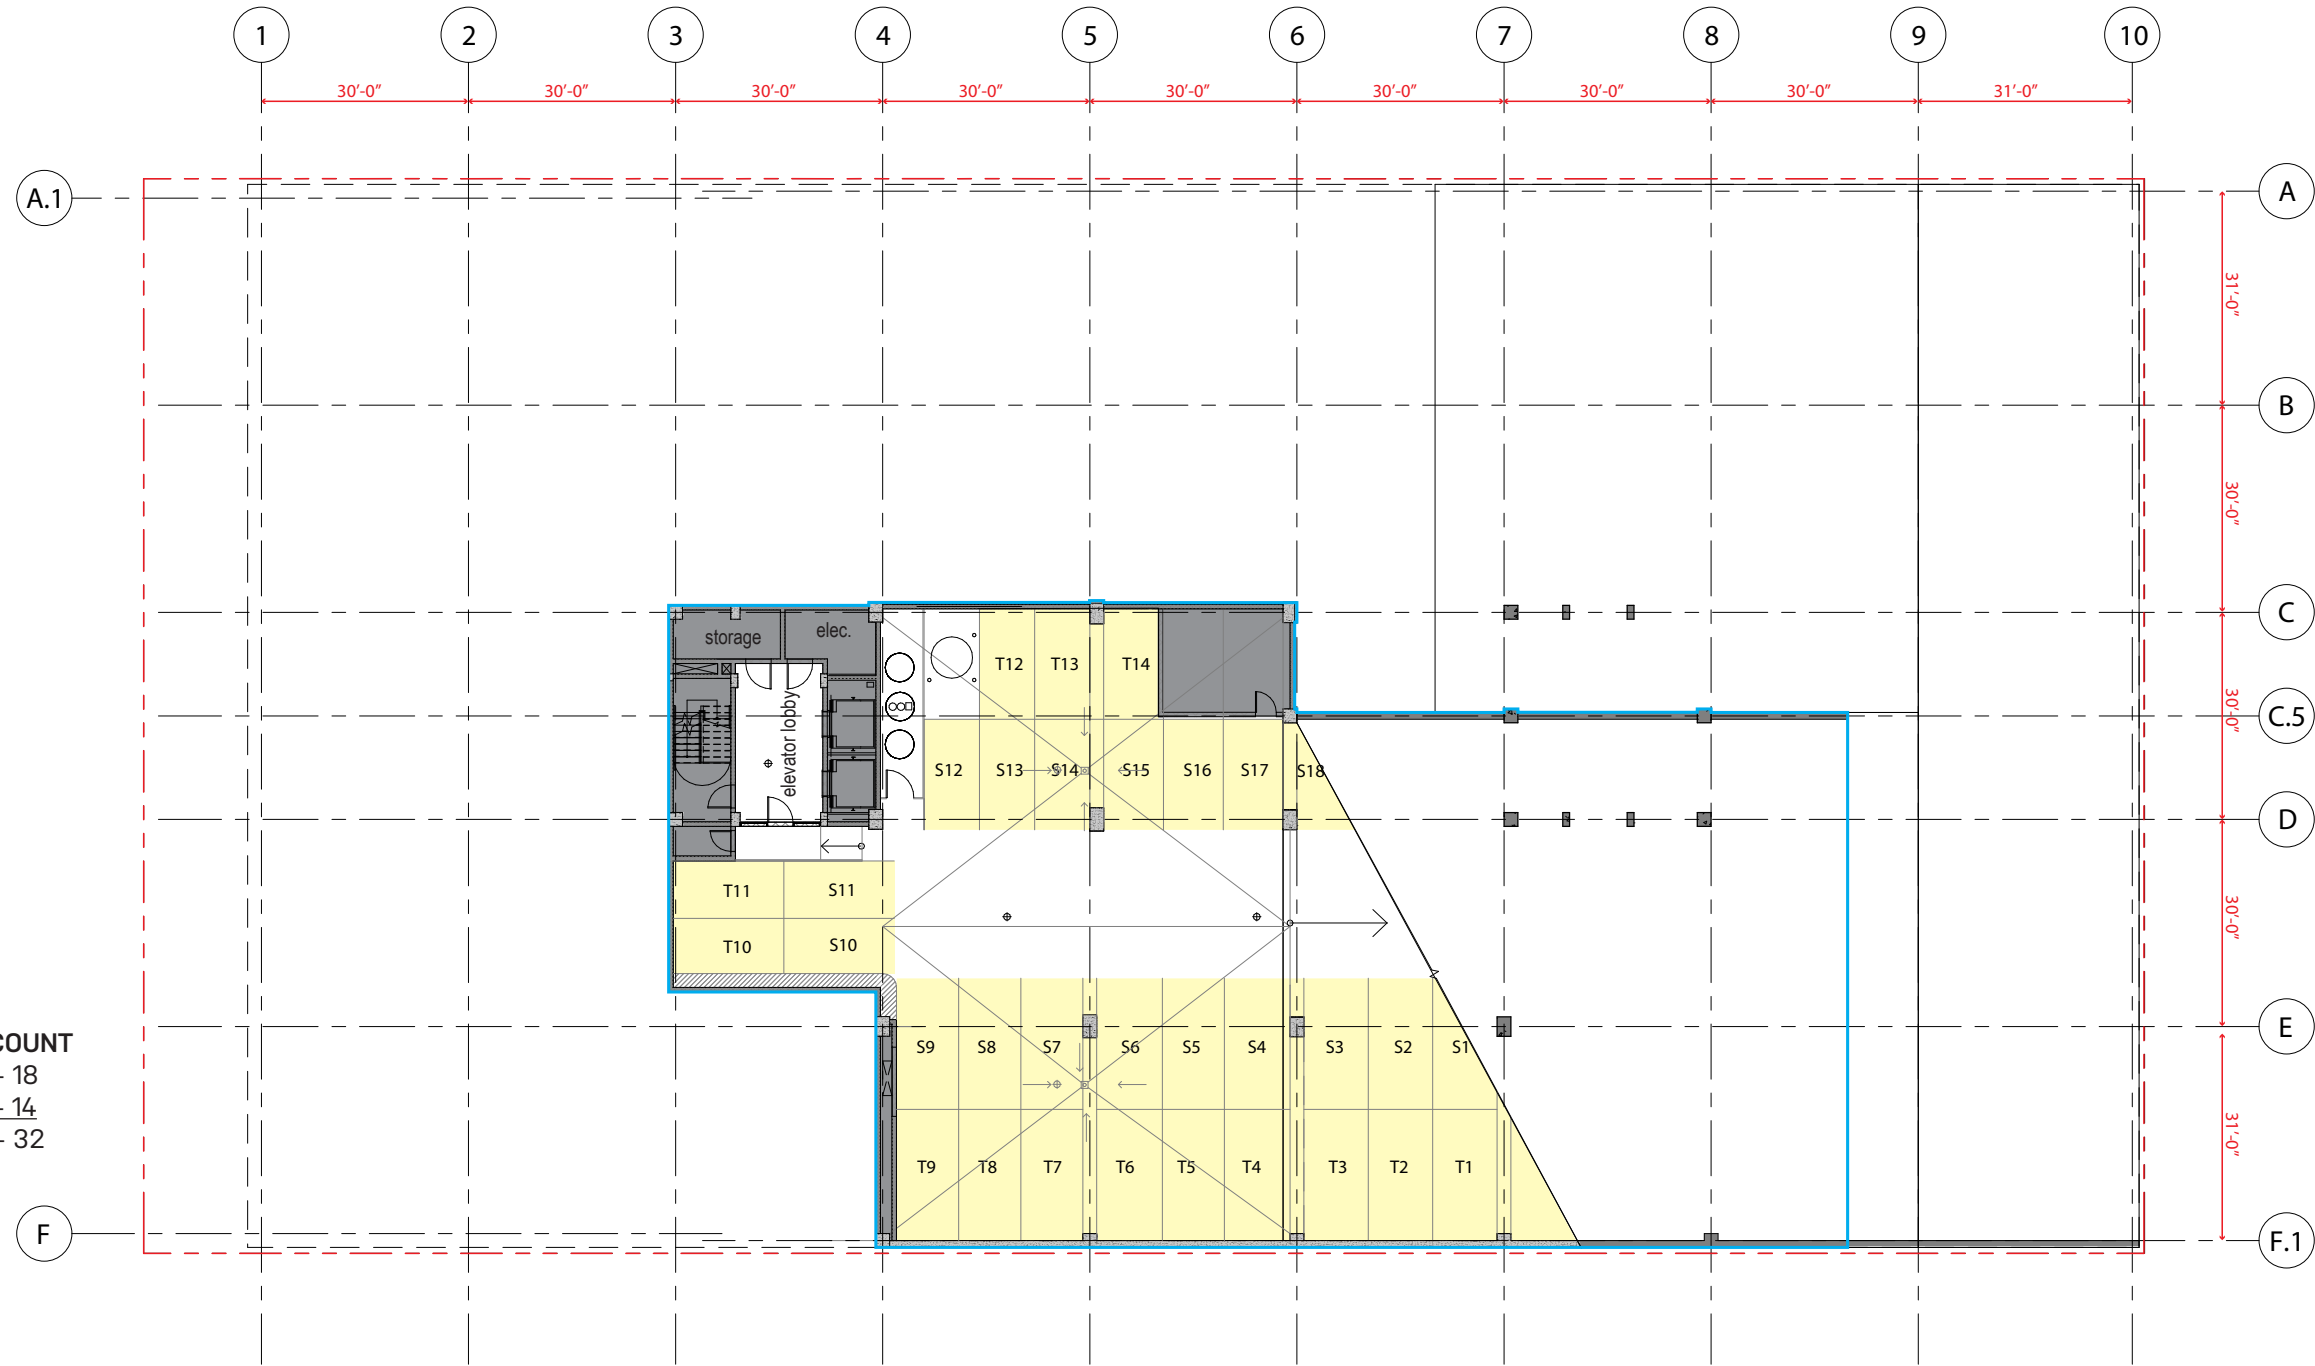 1 2 3 4 5 6 7 8 9 10
30'-0" 30'-0" 30'-0" 30'-0" 30'-0" 30'-0" 30'-0" 30'-0" 31'-0"
A.1
A
31'-0"
B
30'-0"
C
30'-0"
C.5
D
30'-0"
E
31'-0"
F
F.1
storage
elec.
elevator lobby
T12 T13 T14
S12 S13 S14 S15 S16 S17 S18
T11 S11
T10 S10
S9 S8 S7 S6 S5 S4 S3 S2 S1
T9 T8 T7 T6 T5 T4 T3 T2 T1
COUNT
- 18
- 14
- 32